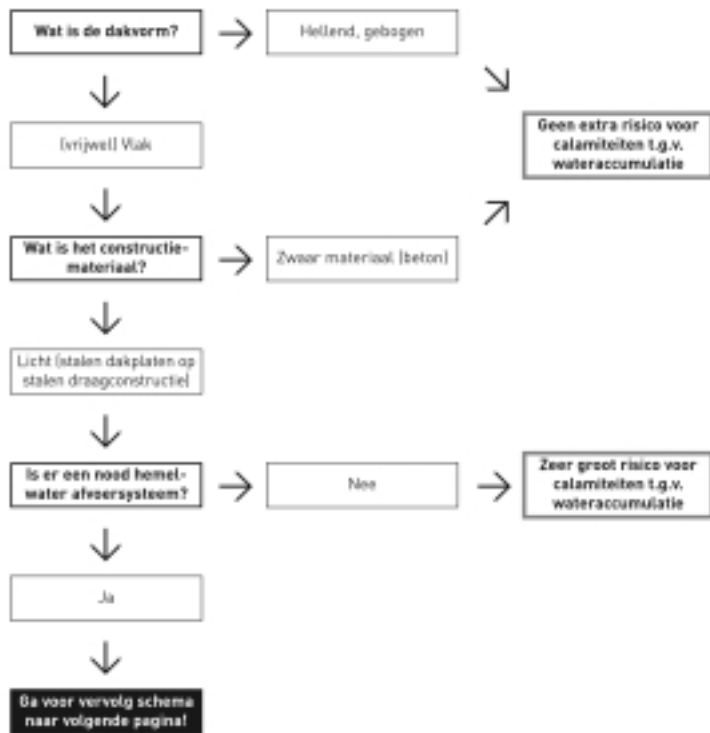 Wat is de dakvorm?
Hellend, gebogen
Geen extra risico voor
calamiteiten t.g.v.
wateraccumulatie
(vrijwel) Vlak
Wat is het constructie-
materiaal?
Zwaar materiaal (beton)
Licht (stalen dakplaten op
stalen draagconstructie)
Is er een nood hemel-
water afvoersysteem?
Nee
Zeer groot risico voor
calamiteiten t.g.v.
wateraccumulatie
Ja
Ga voor vervolg schema
naar volgende pagina!